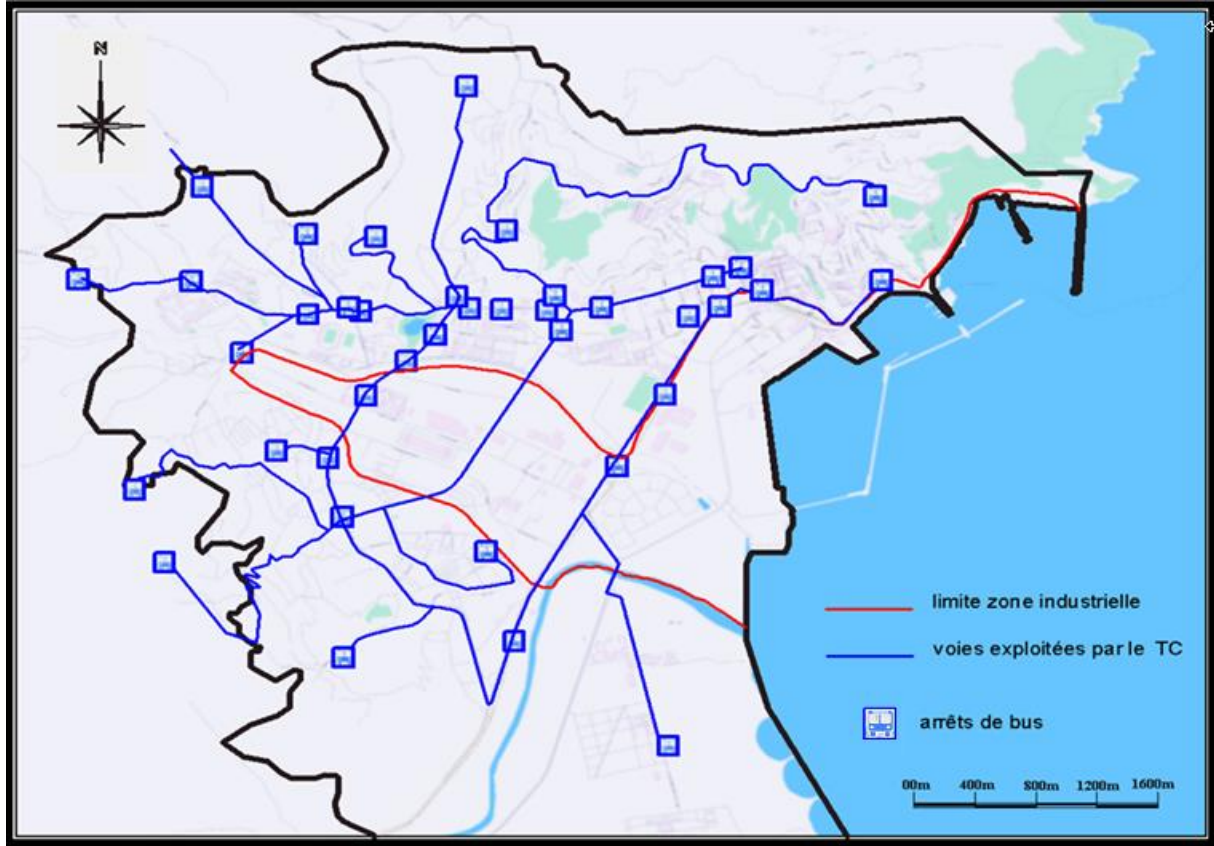 N
limite zone industrielle
voies exploitées par le TC
arrêts de bus
00m 400m 800m 1200m 1600m